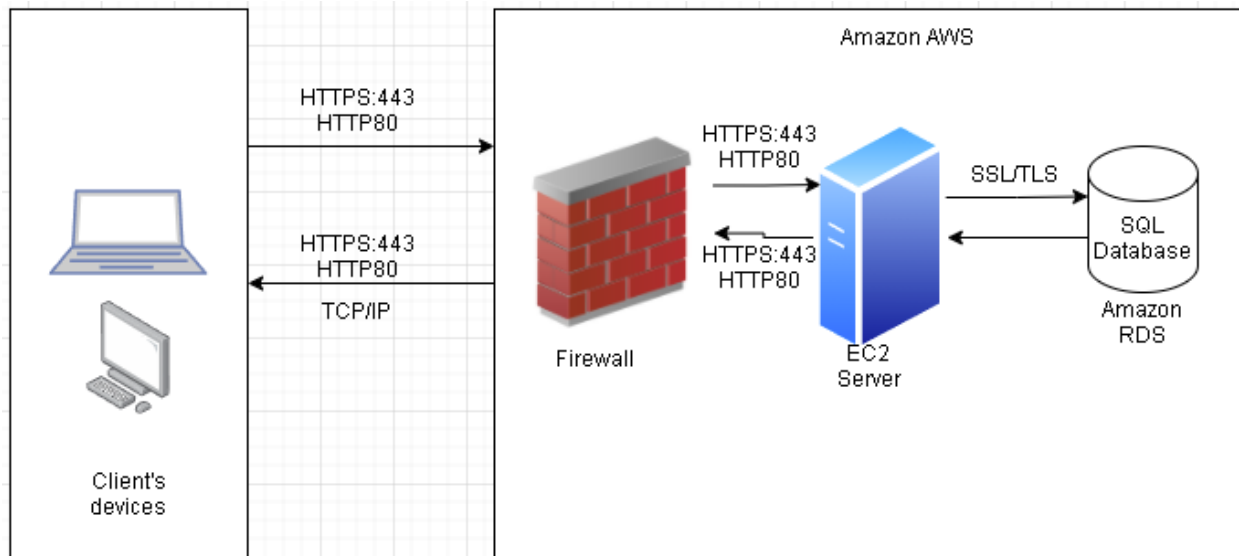 Amazon AWS
HTTPS:443
HTTP80
HTTPS:443
HTTP80
TCP/IP
Client's
devices
Firewall
HTTPS:443
HTTP80
HTTPS:443
HTTP80
EC2
Server
SSL/TLS
SQL
Database
Amazon
RDS